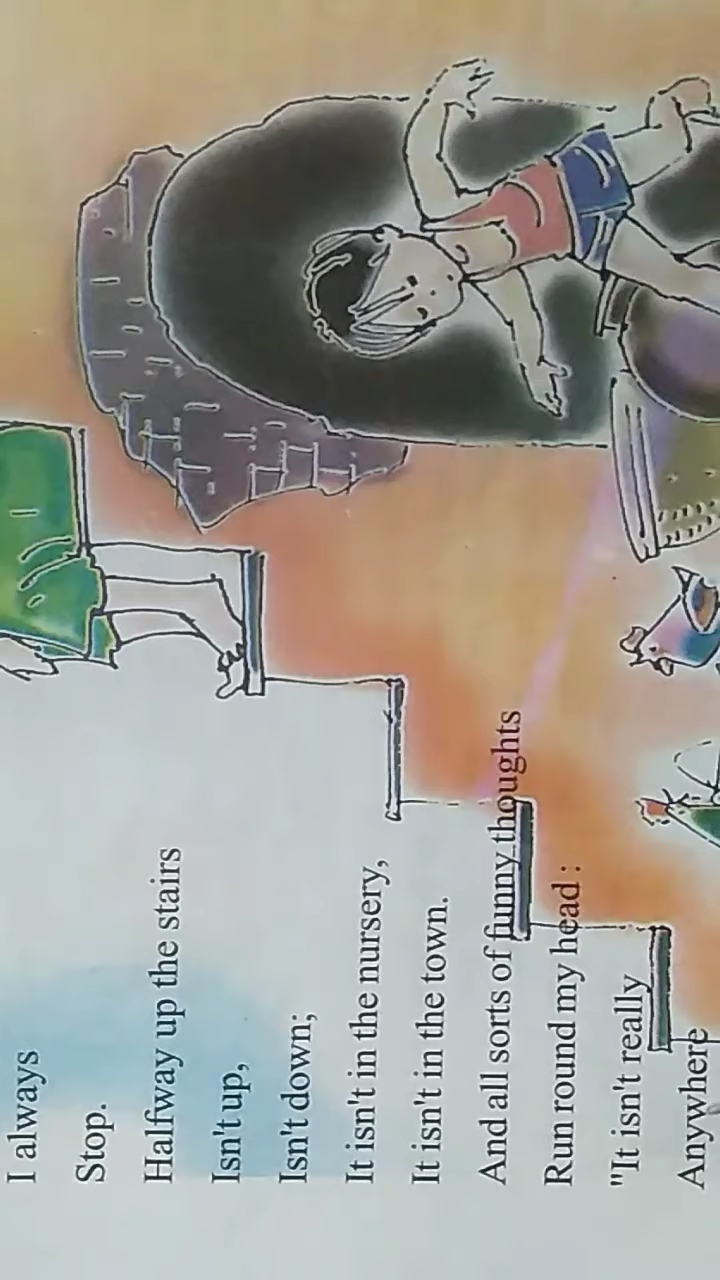 I always
Stop.
Halfway up the stairs
Isn't up,
Isn't down;
It isn't in the nursery,
It isn't in the town.
And all sorts of funny thoughts
Run round my head :
"It isn't really
Anywhere